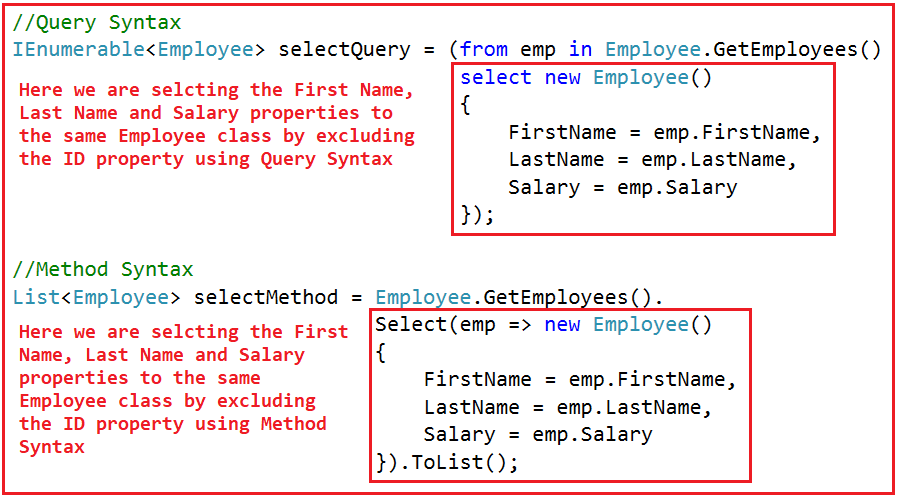 //Query Syntax
IEnumerable<Employee> selectQuery = (from emp in Employee.GetEmployees()
Here we are selcting the First Name,
Last Name and Salary properties to
the same Employee class by excluding
the ID property using Query Syntax
select new Employee()
{
FirstName = emp.FirstName,
LastName = emp.LastName,
Salary = emp.Salary
});
//Method Syntax
List<Employee> selectMethod = Employee.GetEmployees().
Here we are selcting the First
Name, Last Name and Salary
properties to the same
Employee class by excluding
the ID property using Method
Syntax
Select(emp => new Employee()
{
FirstName = emp.FirstName,
LastName = emp.LastName,
Salary = emp.Salary
}).ToList();